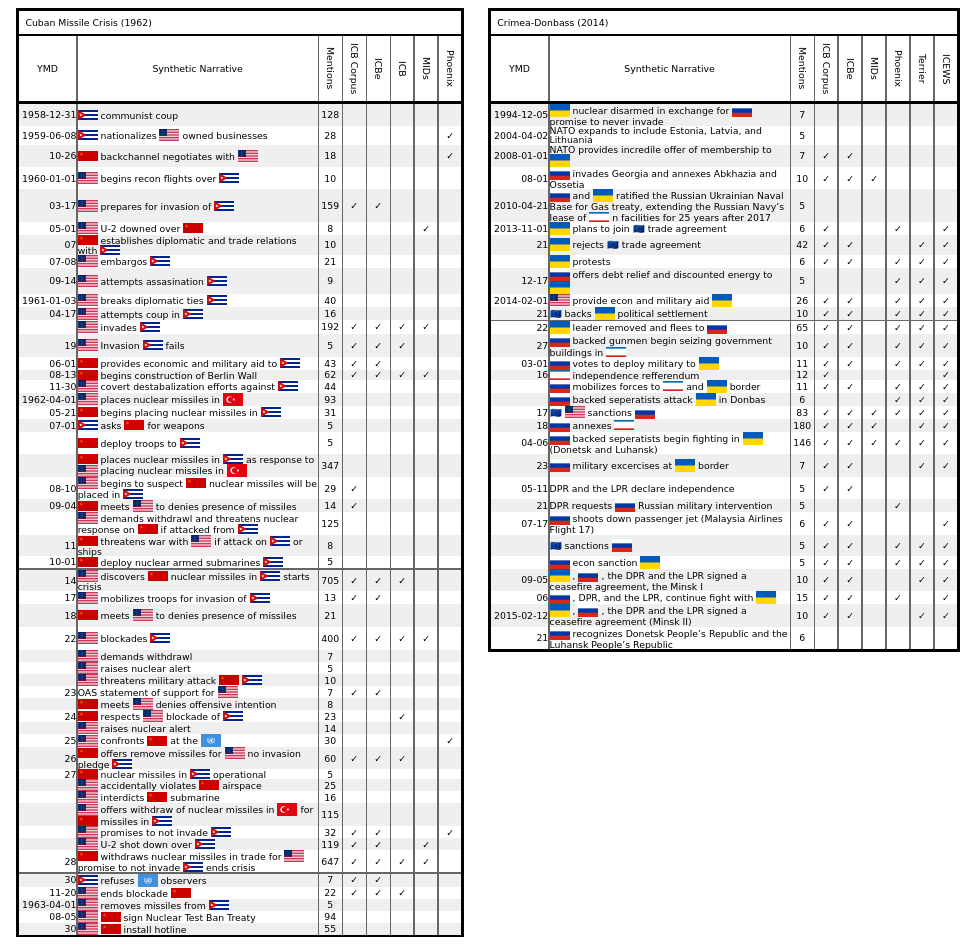 Cuban Missile Crisis (1962)
YMD Synthetic Narrative Mentions ICB Corpus ICBe ICB MIDs Phoenix
1958-12-31 communist coup 128
1959-06-08 nationalizes owned businesses 28 ✓
10-26 backchannel negotiates with 18 ✓
1960-01-01 begins recon flights over 10
03-17 prepares for invasion of 159 ✓ ✓
05-01 U-2 downed over 8 ✓
07 establishes diplomatic and trade relations
with 10
07-08 embargos 21
09-14 attempts assasination 9
1961-01-03 breaks diplomatic ties 40
04-17 attempts coup in 16
invades 192 ✓ ✓ ✓ ✓
19 Invasion fails 5 ✓ ✓ ✓
06-01 provides economic and military aid to 43 ✓ ✓
08-13 begins construction of Berlin Wall 62 ✓ ✓ ✓ ✓
11-30 covert destabalization efforts against 44
1962-04-01 places nuclear missiles in 93
05-21 begins placing nuclear missiles in 31
07-01 asks for weapons 5
deploy troops to 5
places nuclear missiles in as response to
placing nuclear missiles in 347
08-10 begins to suspect nuclear missiles will be
placed in 29 ✓
09-04 meets to denies presence of missiles 14 ✓
demands withdrawl and threatens nuclear
response on if attacked from 125
11 threatens war with if attack on or
ships 8
10-01 deploy nuclear armed submarines 5
14 discovers nuclear missiles in starts
crisis 705 ✓ ✓ ✓
17 mobilizes troops for invasion of 13 ✓ ✓
18 meets to denies presence of missiles 21
22 blockades 400 ✓ ✓ ✓ ✓
demands withdrawl 7
raises nuclear alert 5
threatens military attack 10
23 OAS statement of support for 9 ✓ ✓
meets denies offensive intention 8
24 respects blockade of 23 ✓
raises nuclear alert 14
25 confronts at the 30 ✓
26 offers remove missiles for no invasion
pledge 60 ✓ ✓ ✓
27 nuclear missiles in operational 5
accidentally violates airspace 25
interdicts submarine 16
offers withdraw of nuclear missiles in for
missiles in 115
promises to not invade 32 ✓ ✓ ✓
U-2 shot down over 119 ✓ ✓ ✓
28 withdraws nuclear missiles in trade for
promise to not invade ends crisis 647 ✓ ✓ ✓ ✓
30 refuses observers 7 ✓ ✓
11-20 ends blockade 22 ✓ ✓ ✓
1963-04-01 removes missiles from 5
08-05 sign Nuclear Test Ban Treaty 94
30 install hotline 55
Crimea-Donbass (2014)
YMD Synthetic Narrative Mentions ICB Corpus ICBe MIDs Phoenix Terrier ICEWS
1994-12-05 nuclear disarmed in exchange for
promise to never invade 7
2004-04-02 NATO expands to include Estonia, Latvia, and
Lithuania 5
2008-01-01 NATO provides incredile offer of membership to 7 ✓ ✓
08-01 invades Georgia and annexes Abkhazia and
Ossetia 10 ✓ ✓ ✓
2010-04-21 and ratified the Russian Ukrainian Naval
Base for Gas treaty, extending the Russian Navy's
lease of n facilities for 25 years after 2017 5
2013-11-01 plans to join trade agreement 6 ✓ ✓ ✓
21 rejects trade agreement 42 ✓ ✓ ✓ ✓
protests 6 ✓ ✓ ✓ ✓ ✓
12-17 offers debt relief and discounted energy to 5 ✓ ✓ ✓
2014-02-01 provide econ and military aid 26 ✓ ✓ ✓ ✓ ✓
21 backs political settlement 10 ✓ ✓ ✓ ✓ ✓
22 leader removed and flees to 65 ✓ ✓ ✓ ✓ ✓
27 backed gunmen begin seizing government
buildings in 10 ✓ ✓ ✓ ✓ ✓
03-01 votes to deploy military to 11 ✓ ✓ ✓ ✓ ✓
16 independence refferendum 12 ✓ ✓
mobilizes forces to and border 11 ✓ ✓ ✓ ✓ ✓
backed seperatists attack in Donbas 6 ✓ ✓ ✓
17 sanctions 83 ✓ ✓ ✓ ✓ ✓ ✓
18 annexes 180 ✓ ✓ ✓ ✓ ✓
04-06 backed seperatists begin fighting in
(Donetsk and Luhansk) 146 ✓ ✓ ✓ ✓ ✓ ✓
23 military excercises at border 7 ✓ ✓ ✓ ✓
05-11 DPR and the LPR declare independence 5 ✓ ✓
21 DPR requests Russian military intervention 5 ✓
07-17 shoots down passenger jet (Malaysia Airlines
Flight 17) 6 ✓ ✓ ✓
sanctions 5 ✓ ✓ ✓ ✓ ✓
econ sanction 5 ✓ ✓ ✓ ✓ ✓
09-05 , , the DPR and the LPR signed a
ceasefire agreement, the Minsk I 10 ✓ ✓ ✓ ✓
06 , DPR, and the LPR, continue fight with 15 ✓ ✓ ✓ ✓
2015-02-12 , , the DPR and the LPR signed a
ceasefire agreement (Minsk II) 10 ✓ ✓ ✓ ✓
21 recognizes Donetsk People's Republic and the
Luhansk People's Republic 6